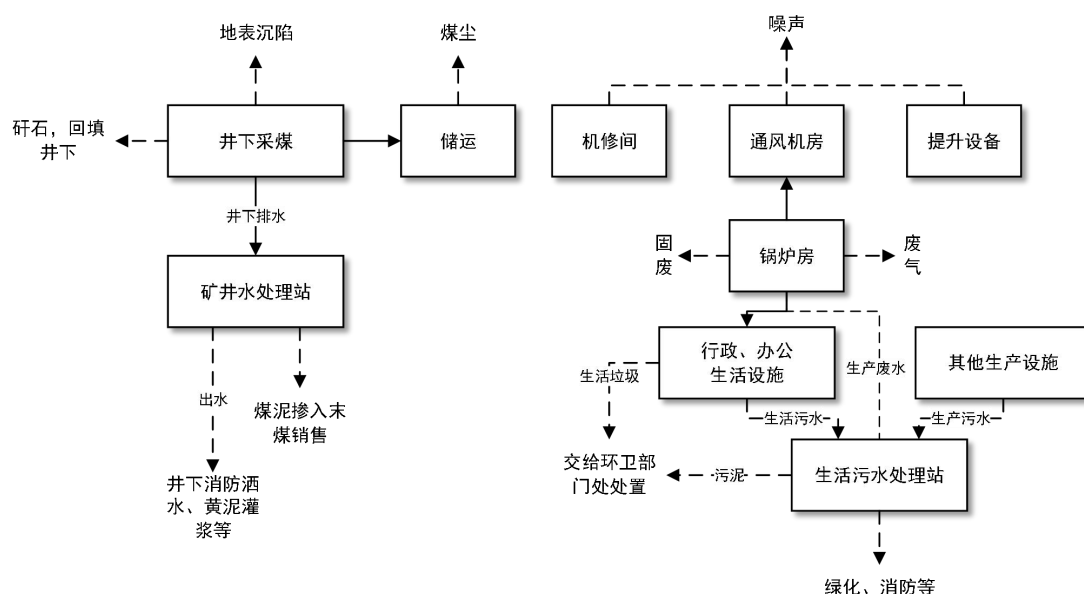 地表沉陷
煤尘
噪声
矸石，回填
井下
井下采煤
储运
机修间
通风机房
提升设备
井下排水
矿井水处理站
固
废
锅炉房
废
气
出水
煤泥掺入末
煤销售
井下消防洒
水、黄泥灌
浆等
行政、办公
生活设施
其他生产设施
生活垃圾
生产废水
生活污水
生产污水
交给环卫部
门处处置
污泥
生活污水处理站
绿化、消防等